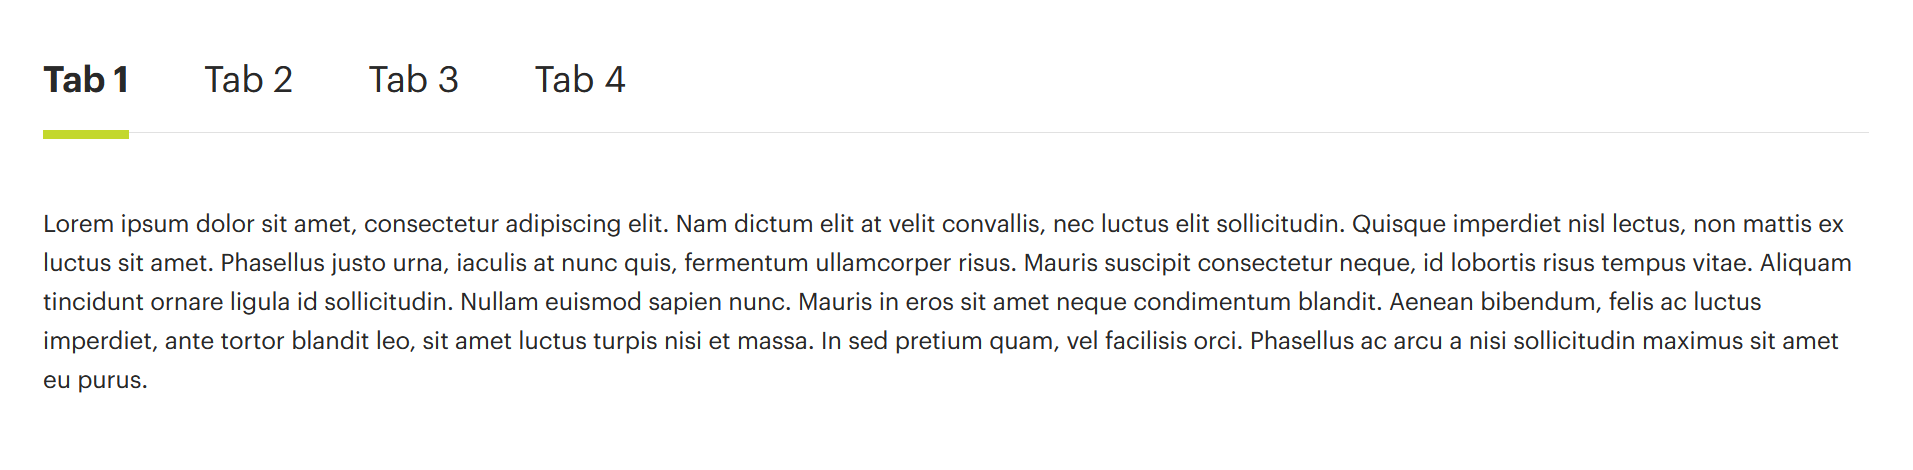 Tab 1 Tab 2 Tab 3 Tab 4
Lorem ipsum dolor sit amet, consectetur adipiscing elit. Nam dictum elit at velit convallis, nec luctus elit sollicitudin. Quisque imperdiet nisl lectus, non mattis ex
luctus sit amet. Phasellus justo urna, iaculis at nunc quis, fermentum ullamcorper risus. Mauris suscipit consectetur neque, id lobortis risus tempus vitae. Aliquam
tincidunt ornare ligula id sollicitudin. Nullam euismod sapien nunc. Mauris in eros sit amet neque condimentum blandit. Aenean bibendum, felis ac luctus
imperdiet, ante tortor blandit leo, sit amet luctus turpis nisi et massa. In sed pretium quam, vel facilisis orci. Phasellus ac arcu a nisi sollicitudin maximus sit amet
eu purus.